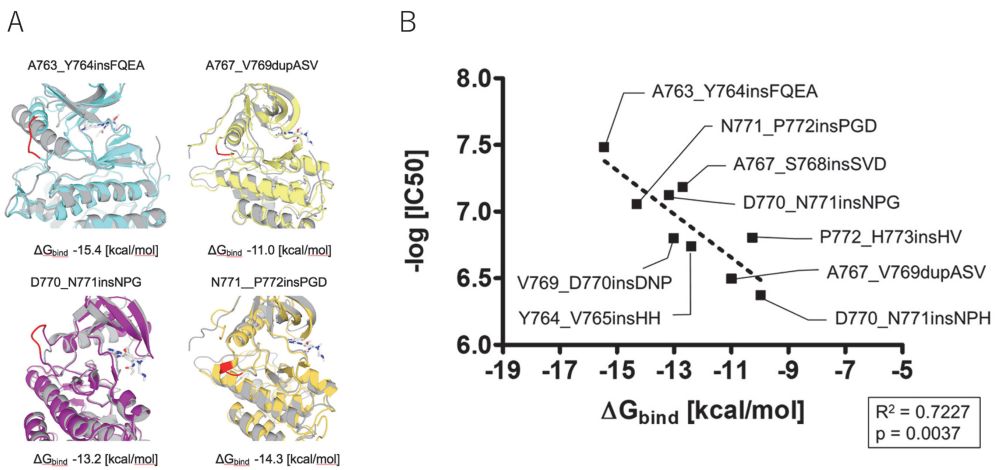 A
A763_Y764insFQEA
A767_V769dupASV
ΔGbind -15.4 [kcal/mol]
ΔGbind -11.0 [kcal/mol]
D770_N771insNPG
N771__P772insPGD
ΔGbind -13.2 [kcal/mol]
ΔGbind -14.3 [kcal/mol]
B
8.0
7.5
7.0
6.5
6.0
-log [IC50]
A763_Y764insFQEA
N771_P772insPGD
A767_S768insSVD
D770_N771insNPG
P772_H773insHV
A767_V769dupASV
V769_D770insDNP
Y764_V765insHH
D770_N771insNPH
-19 -17 -15 -13 -11 -9 -7 -5
ΔGbind [kcal/mol]
R² = 0.7227
p = 0.0037